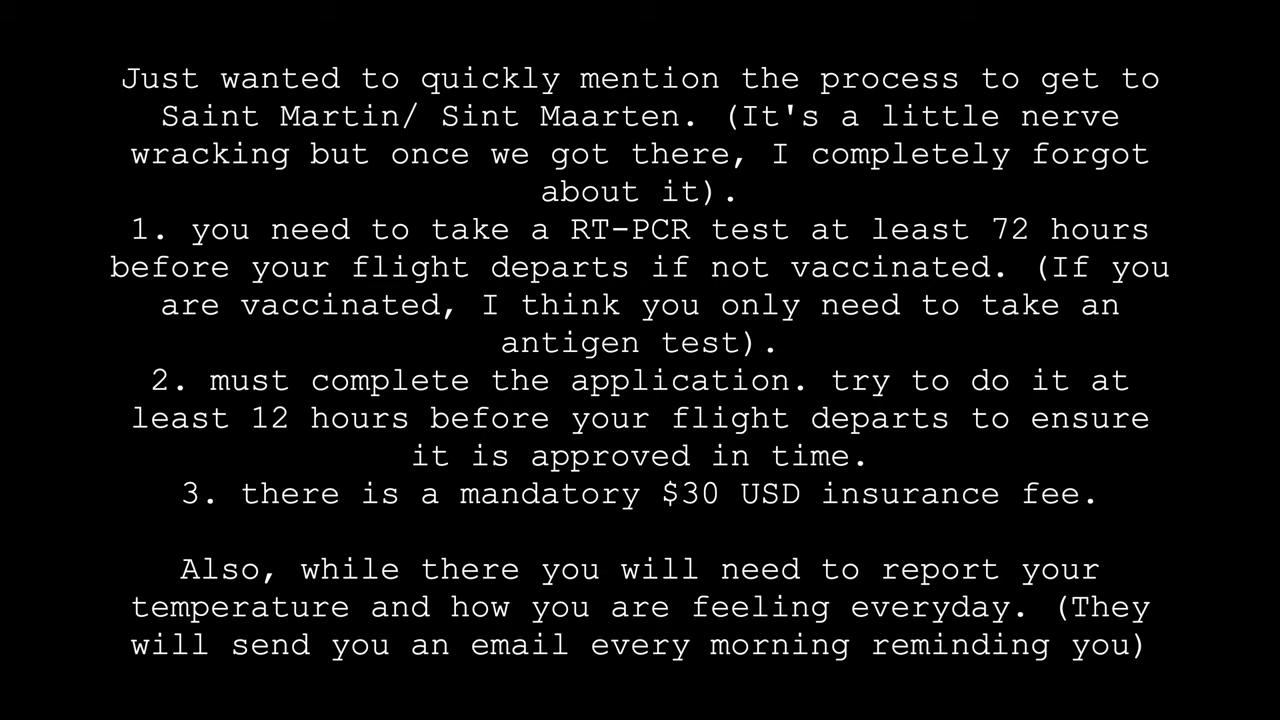 Just wanted to quickly mention the process to get to
Saint Martin/ Sint Maarten. (It's a little nerve
wracking but once we got there, I completely forgot
about it).
1. you need to take a RT-PCR test at least 72 hours
before your flight departs if not vaccinated. (If you
are vaccinated, I think you only need to take an
antigen test).
2. must complete the application. try to do it at
least 12 hours before your flight departs to ensure
it is approved in time.
3. there is a mandatory $30 USD insurance fee.
Also, while there you will need to report your
temperature and how you are feeling everyday. (They
will send you an email every morning reminding you)